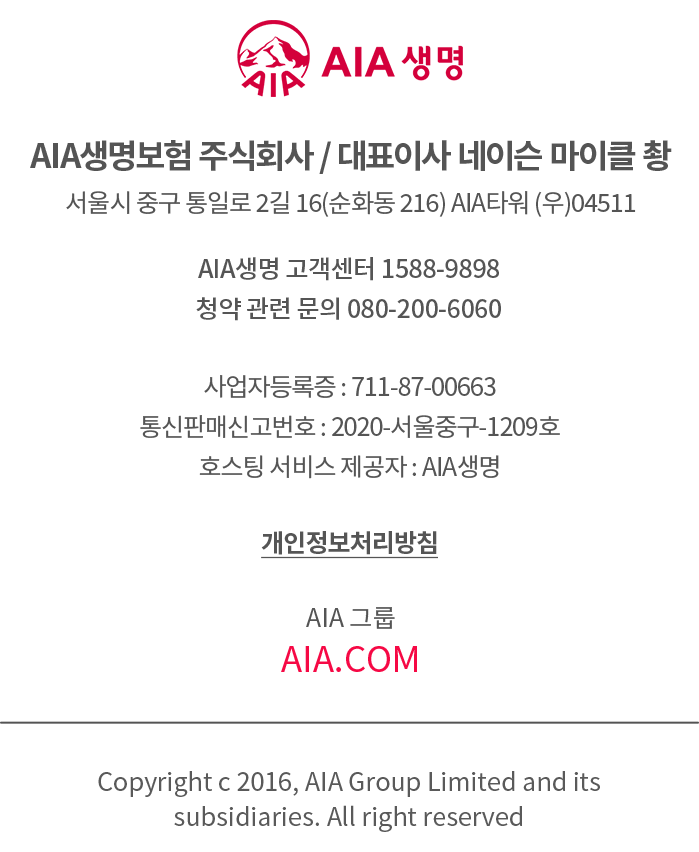 AIA
AIA 생명
AIA생명보험 주식회사 / 대표이사 네이슨 마이클 촹
서울시 중구 통일로 2길 16(순화동 216) AIA타워 (우)04511
AIA생명 고객센터 1588-9898
청약 관련 문의 080-200-6060
사업자등록증 : 711-87-00663
통신판매신고번호 : 2020-서울중구-1209호
호스팅 서비스 제공자 : AIA생명
개인정보처리방침
AIA 그룹
AIA.COM
Copyright c 2016, AIA Group Limited and its
subsidiaries. All right reserved